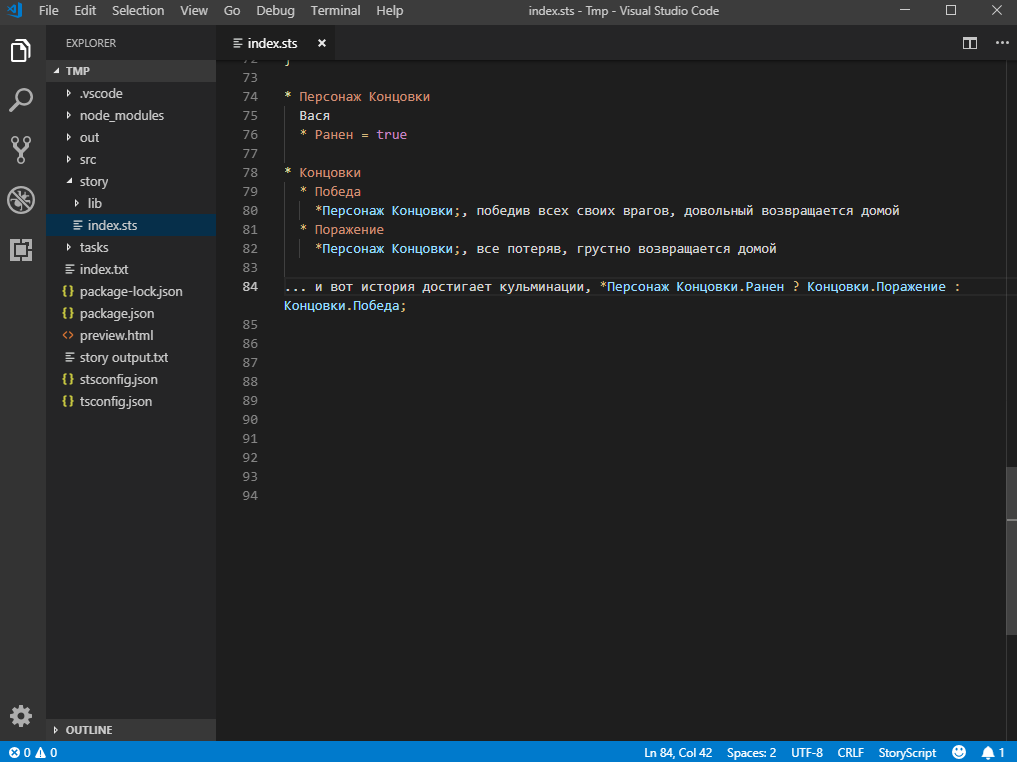 File Edit Selection View Go Debug Terminal Help index.sts - Tmp - Visual Studio Code
EXPLORER
TMP
.vscode
node_modules
out
src
story
lib
index.sts
tasks
index.txt
{} package-lock.json
{} package.json
<> preview.html
story output.txt
{} stsconfig.json
{} tsconfig.json
OUTLINE
index.sts ×
73
74 * Персонаж Концовки
75 Вася
76 * Ранен = true
77
78 * Концовки
79 * Победа
80 *Персонаж Концовки;, победив всех своих врагов, довольный возвращается домой
81 * Поражение
82 *Персонаж Концовки;, все потеряв, грустно возвращается домой
83
84 ... и вот история достигает кульминации, *Персонаж Концовки.Ранен ? Концовки.Поражение :
Концовки.Победа;
85
86
87
88
89
90
91
92
93
94
0 0 Ln 84, Col 42 Spaces: 2 UTF-8 CRLF StoryScript 1